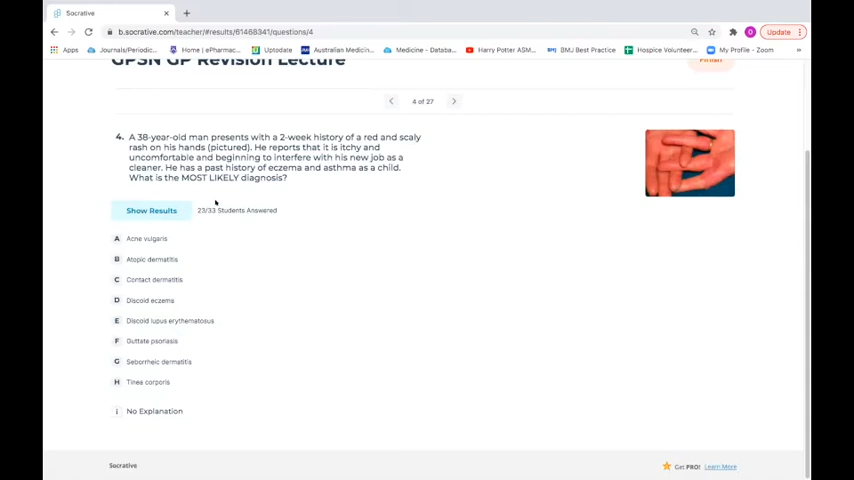 Socrative
b.socrative.com/teacher/#results/61468341/questions/4
Update
Apps
Journals/Periodic...
Home | ePharmac...
Uptodate
Australian Medicin...
Medicine - Databa...
Harry Potter ASM...
BMJ Best Practice
Hospice Volunteer...
My Profile - Zoom
»
GPSN GP Revision Lecture
Finish
4 of 27
4. A 38-year-old man presents with a 2-week history of a red and scaly
rash on his hands (pictured). He reports that it is itchy and
uncomfortable and beginning to interfere with his new job as a
cleaner. He has a past history of eczema and asthma as a child.
What is the MOST LIKELY diagnosis?
Show Results
23/33 Students Answered
A Acne vulgaris
B Atopic dermatitis
C Contact dermatitis
D Discoid eczema
E Discoid lupus erythematosus
F Guttate psoriasis
G Seborrheic dermatitis
H Tinea corporis
i No Explanation
Socrative
Get PRO! Learn More